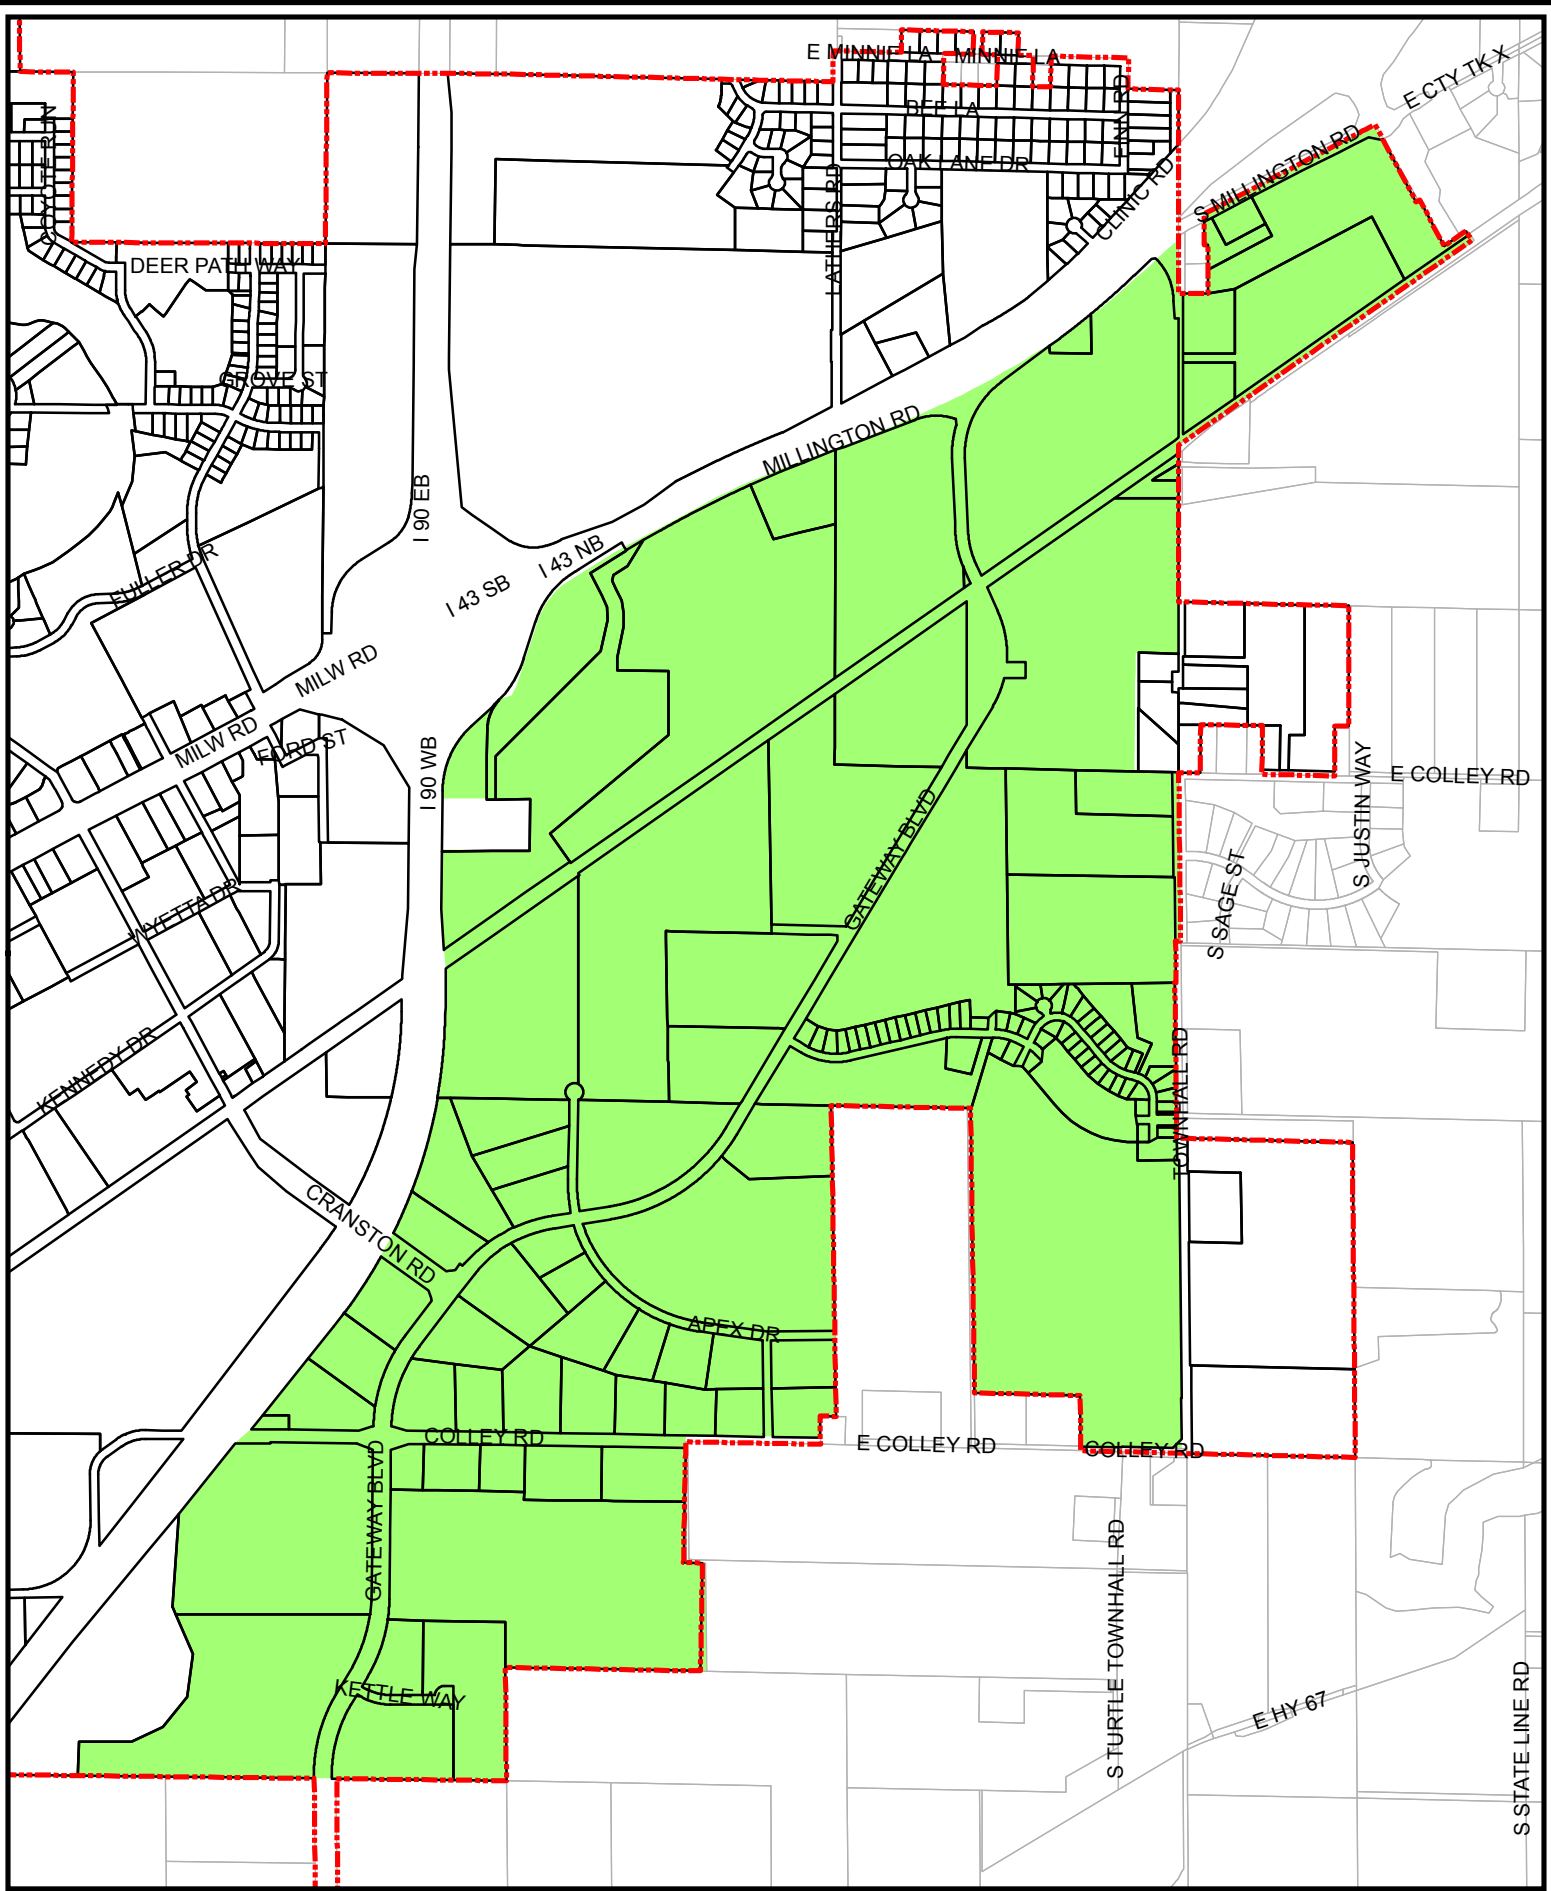 E MINNIE LA
MINNIE LA
E CTY TK X
BEE LA
FINN RD
COYOTE RUN
S MILLINGTON RD
OAK LANE DR
CLINIC RD
LATHERS RD
DEER PATH WAY
GROVE ST
MILLINGTON RD
I 90 EB
I 43 NB
I 43 SB
FULLER DR
MILW RD
MILW RD
FORD ST
I 90 WB
E COLLEY RD
S JUSTIN WAY
GATEWAY BLVD
S SAGE ST
WYETTA DR
KENNEDY DR
TOWNHALL RD
CRANSTON RD
APEX DR
COLLEY RD
E COLLEY RD
COLLEY RD
GATEWAY BLVD
S TURTLE TOWNHALL RD
KETTLE WAY
E HY 67
S STATE LINE RD